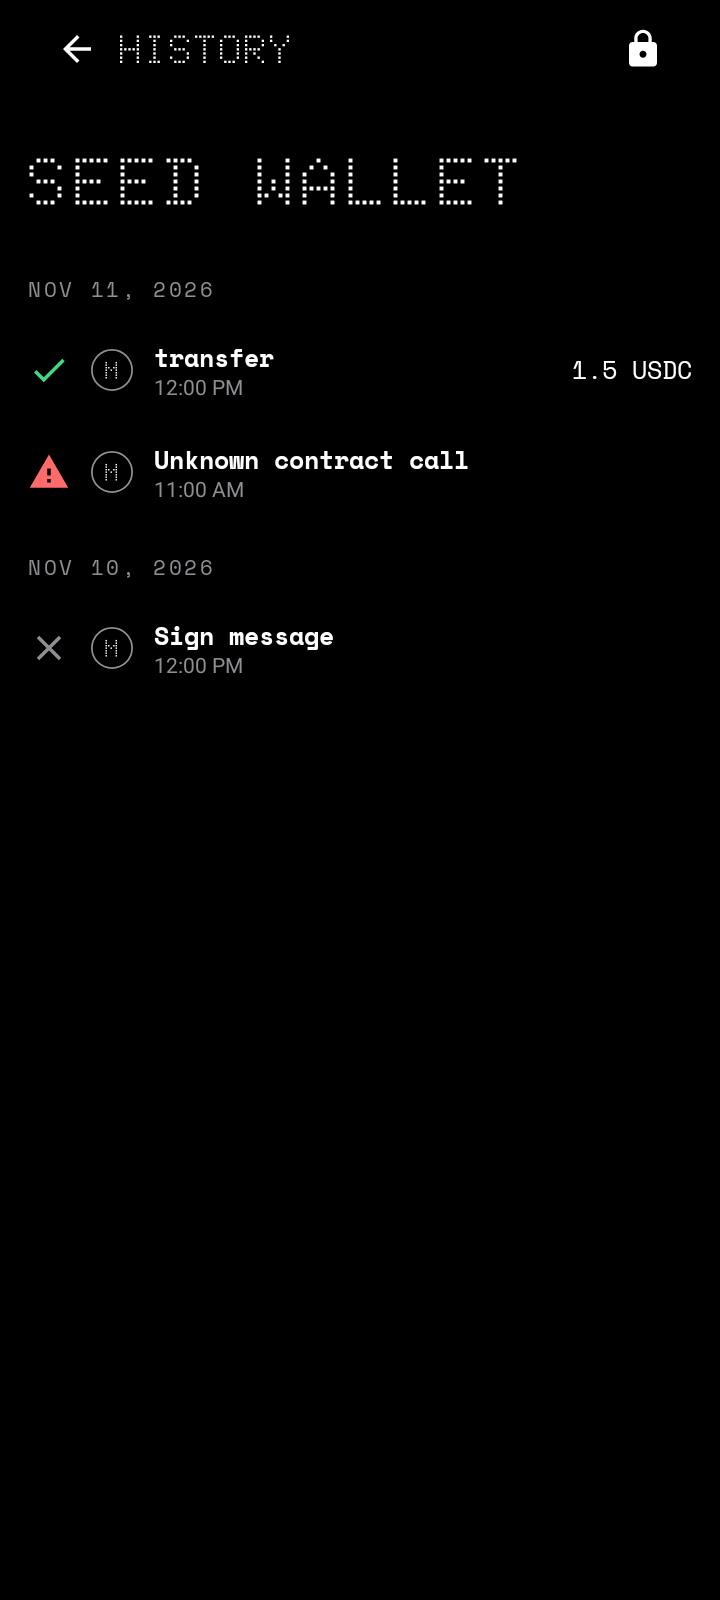 HISTORY
SEED WALLET
NOV 11, 2026
M
transfer
1.5 USDC
12:00 PM
M
Unknown contract call
11:00 AM
NOV 10, 2026
M
Sign message
12:00 PM